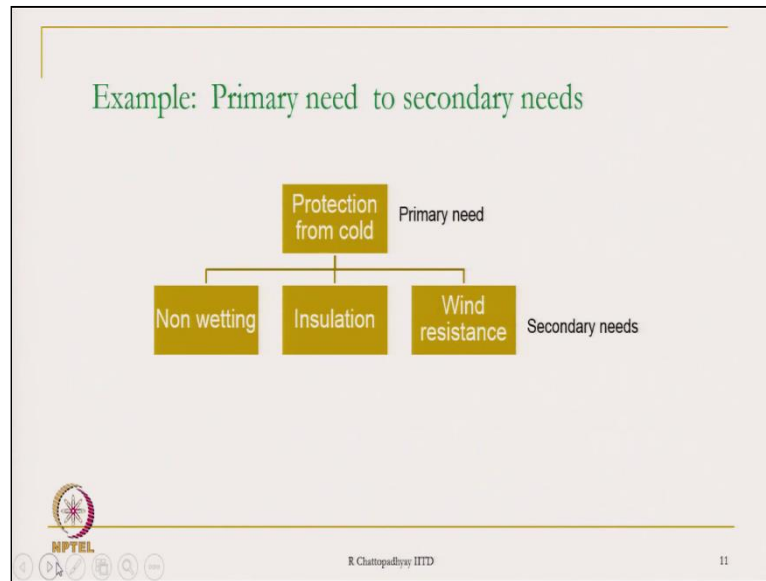 Example: Primary need to secondary needs
Protection
from cold
Primary need
Non wetting
Insulation
Wind
resistance
Secondary needs
NPTEL
R Chattopadhyay IITD
11